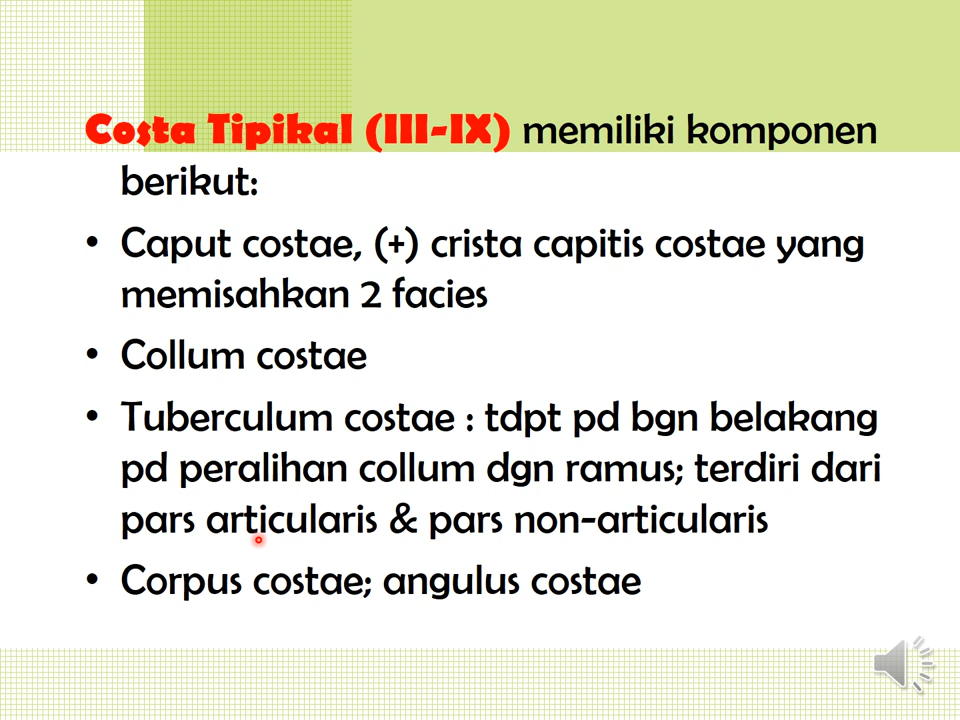 Costa Tipikal (III-IX) memiliki komponen
berikut:
• Caput costae, (+) crista capitis costae yang
memisahkan 2 facies
• Collum costae
• Tuberculum costae : tdpt pd bgn belakang
pd peralihan collum dgn ramus; terdiri dari
pars articularis & pars non-articularis
• Corpus costae; angulus costae